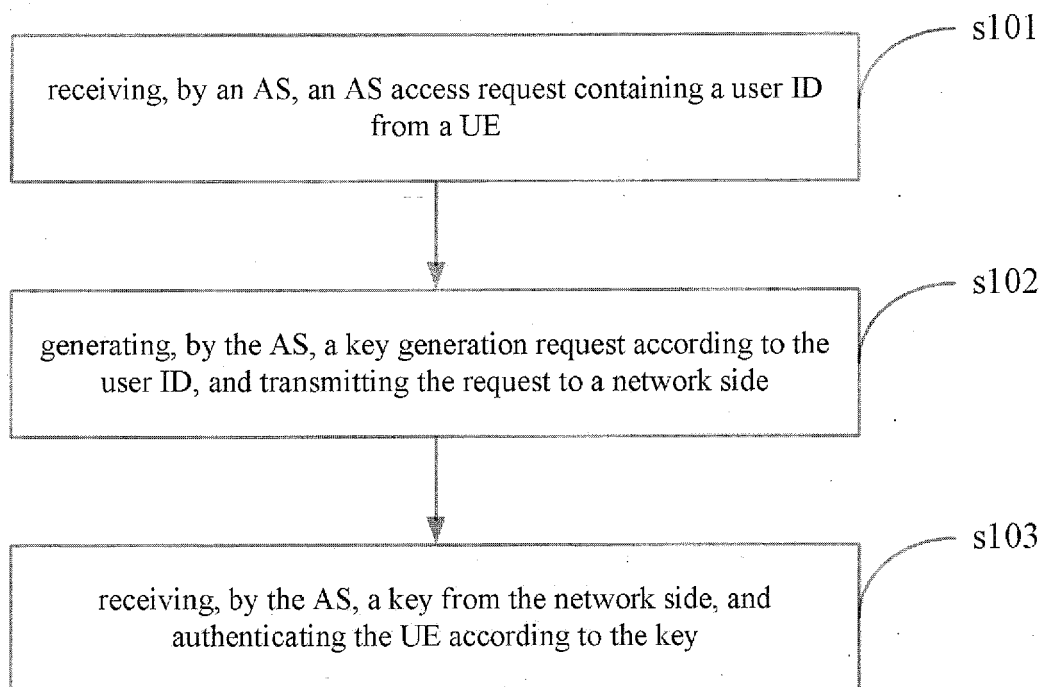 s101
receiving, by an AS, an AS access request containing a user ID
from a UE
s102
generating, by the AS, a key generation request according to the
user ID, and transmitting the request to a network side
s103
receiving, by the AS, a key from the network side, and
authenticating the UE according to the key